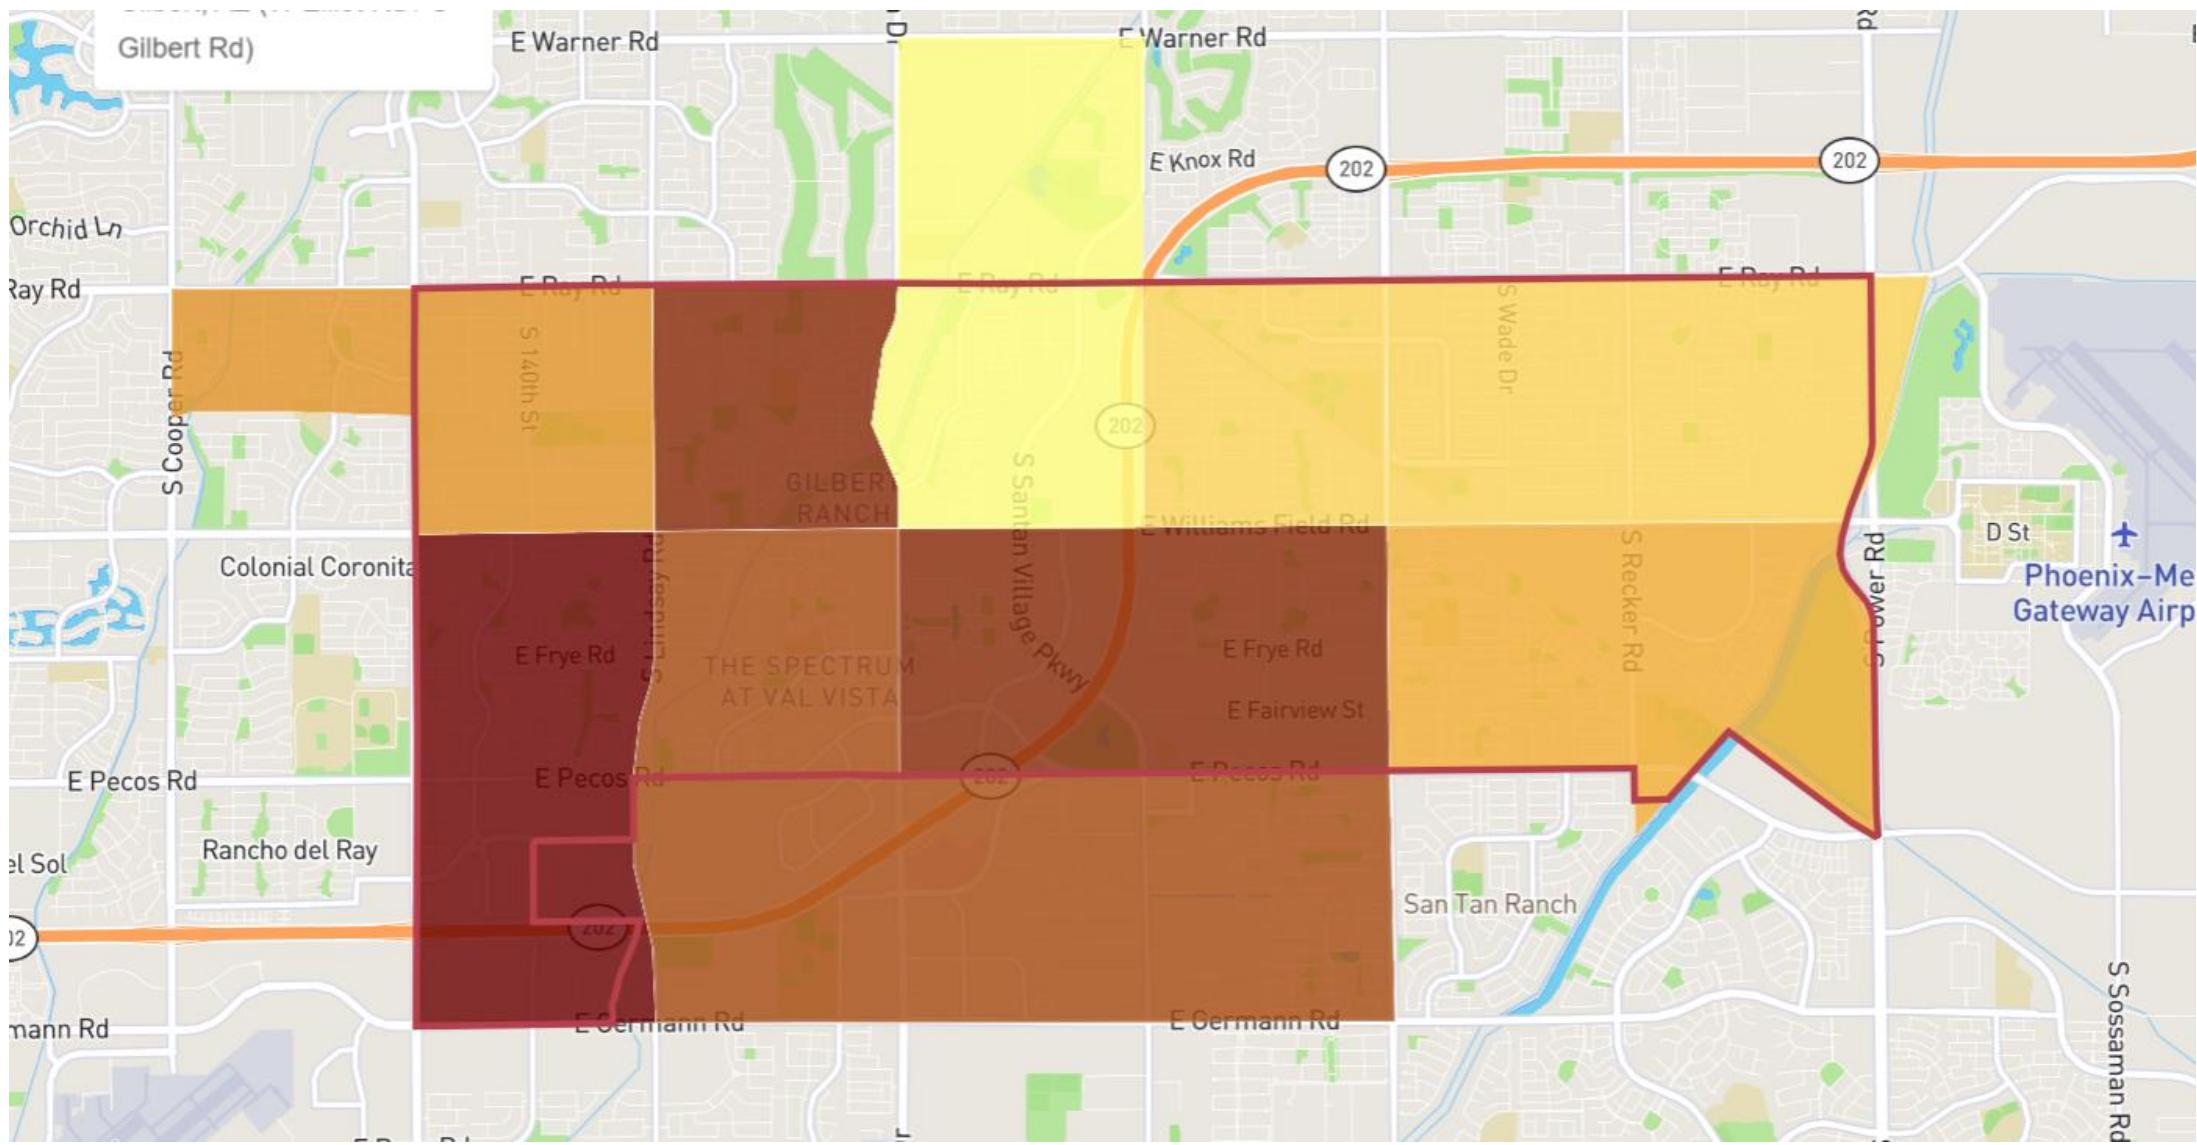 Gilbert Rd)
E Warner Rd
E Warner Rd
E Knox Rd
202
202
Orchid Ln
Ray Rd
E Ray Rd
E Ray Rd
E Ray Rd
S Cooper Rd
S 140th St
S Wade Dr
202
GILBERT
RANCH
S Santan Village Pkwy
E Williams Field Rd
S Recker Rd
S Power Rd
D St
Phoenix–Me
Gateway Airp
Colonial Coronita
S Lindsay Rd
E Frye Rd
E Frye Rd
THE SPECTRUM
AT VAL VISTA
E Fairview St
E Pecos Rd
E Pecos Rd
E Pecos Rd
202
Rancho del Ray
el Sol
San Tan Ranch
02
202
mann Rd
E Germann Rd
E Germann Rd
S Sossaman Rd